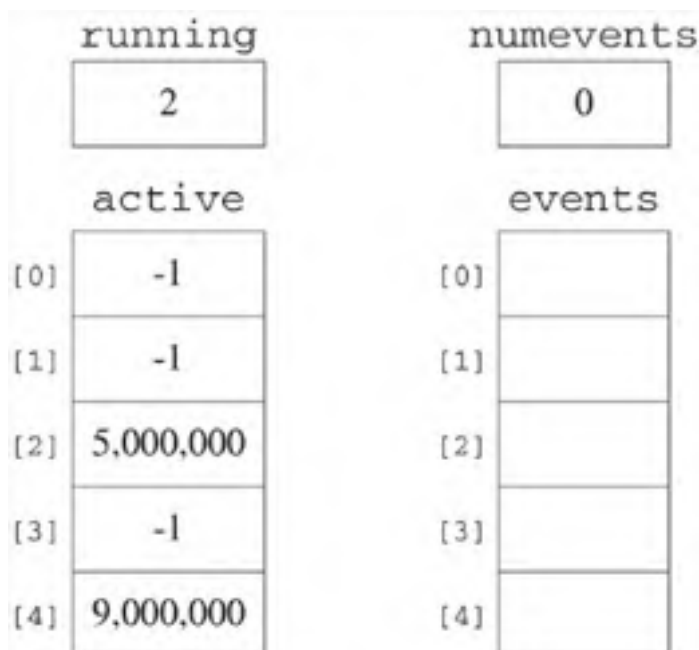 running numevents
2 0
active events
[0] -1 [0]
[1] -1 [1]
[2] 5,000,000 [2]
[3] -1 [3]
[4] 9,000,000 [4]